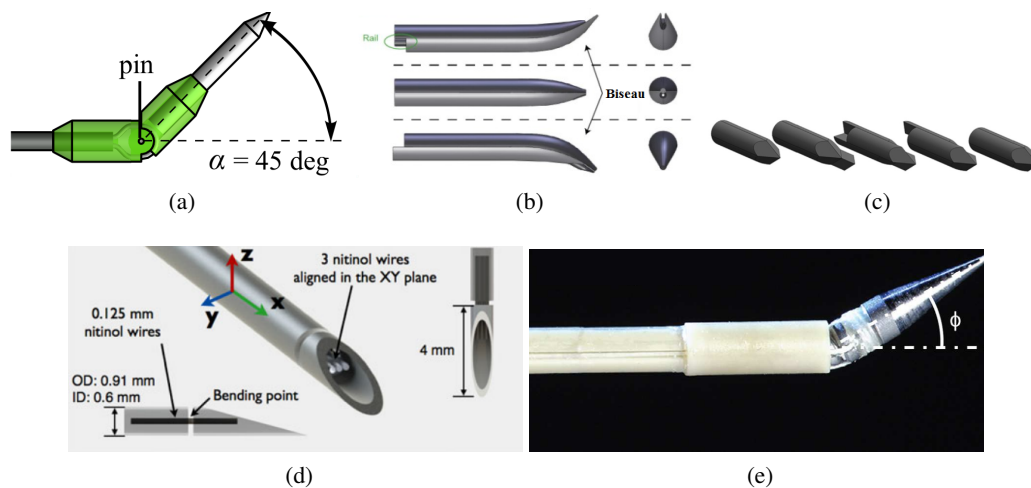 pin
α = 45 deg
(a)
Rail
Biseau
(b)
(c)
3 nitinol wires
aligned in the XY plane
z
y
x
0.125 mm
nitinol wires
4 mm
OD: 0.91 mm
ID: 0.6 mm
Bending point
(d)
ϕ
(e)